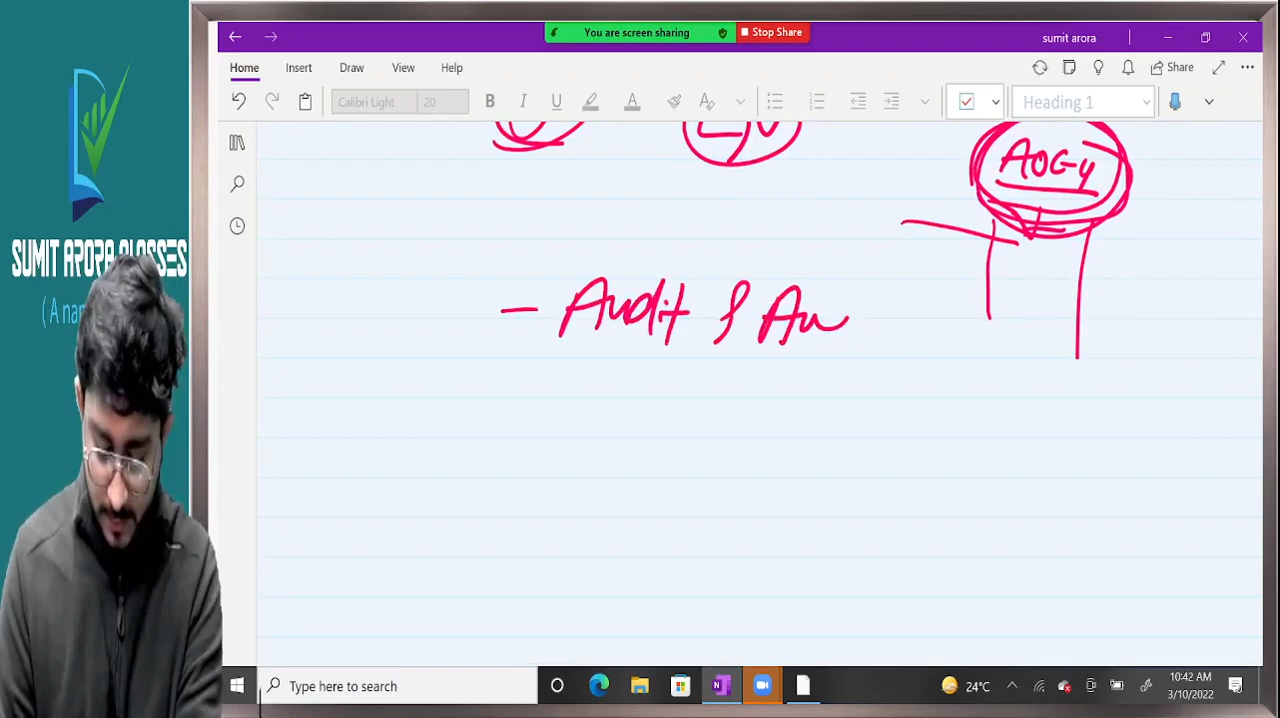 You are screen sharing
Stop Share
sumit arora
Home Insert Draw View Help
Share
Calibri Light 20 B I U A
Heading 1
SUMIT ARORA CLASSES
( A nam
- Audit & Au
Type here to search
24°C
10:42 AM
3/10/2022